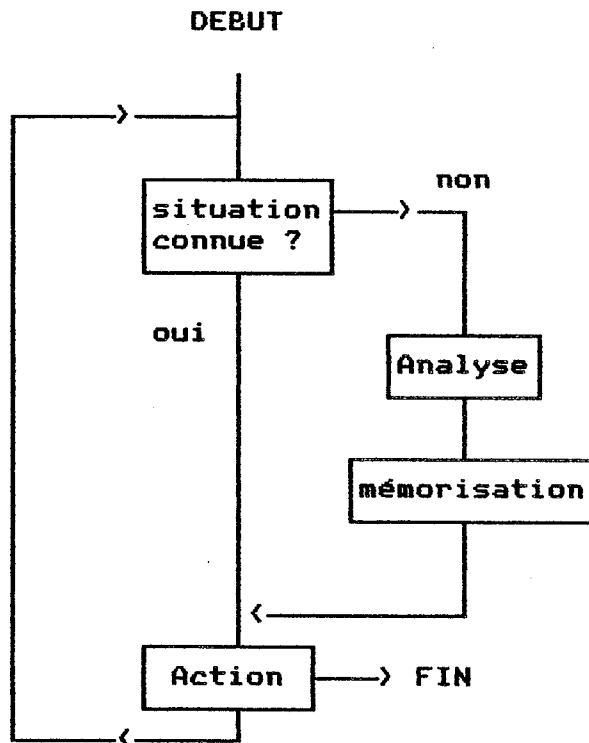 DEBUT
non
situation
connue ?
oui
Analyse
mémorisation
Action
FIN